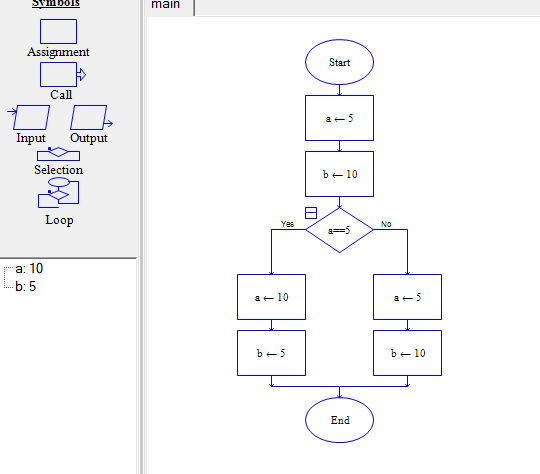 Symbols
Assignment
Call
Input Output
Selection
Loop
a: 10
b: 5
main
Start
a ← 5
b ← 10
Yes
a==5
No
a ← 10
a ← 5
b ← 5
b ← 10
End